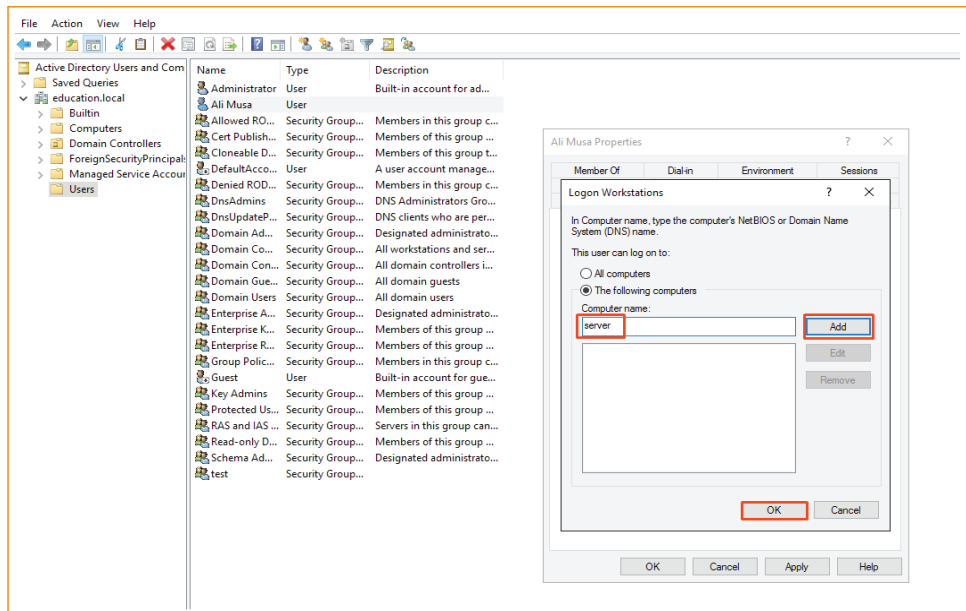 File Action View Help
Active Directory Users and Com
Saved Queries
education.local
Builtin
Computers
Domain Controllers
ForeignSecurityPrincipals
Managed Service Accour
Users
Name Type Description
Administrator User Built-in account for ad...
Ali Musa User
Allowed RO... Security Group... Members in this group c...
Cert Publish... Security Group... Members of this group ...
Cloneable D... Security Group... Members of this group t...
DefaultAcco... User A user account manage...
Denied ROD... Security Group... Members in this group c...
DnsAdmins Security Group... DNS Administrators Gro...
DnsUpdateP... Security Group... DNS clients who are per...
Domain Ad... Security Group... Designated administrato...
Domain Co... Security Group... All workstations and ser...
Domain Con... Security Group... All domain controllers i...
Domain Gue... Security Group... All domain guests
Domain Users Security Group... All domain users
Enterprise A... Security Group... Designated administrato...
Enterprise K... Security Group... Members of this group ...
Enterprise R... Security Group... Members of this group ...
Group Polic... Security Group... Members in this group c...
Guest User Built-in account for gue...
Key Admins Security Group... Members of this group ...
Protected Us... Security Group... Members of this group ...
RAS and IAS ... Security Group... Servers in this group can...
Read-only D... Security Group... Members of this group ...
Schema Ad... Security Group... Designated administrato...
test Security Group...
Ali Musa Properties ?
Member Of Dial-in Environment Sessions
Logon Workstations ?
In Computer name, type the computer's NetBIOS or Domain Name
System (DNS) name.
This user can log on to:
All computers
The following computers
Computer name:
server Add
Edit
Remove
OK Cancel
OK Cancel Apply Help